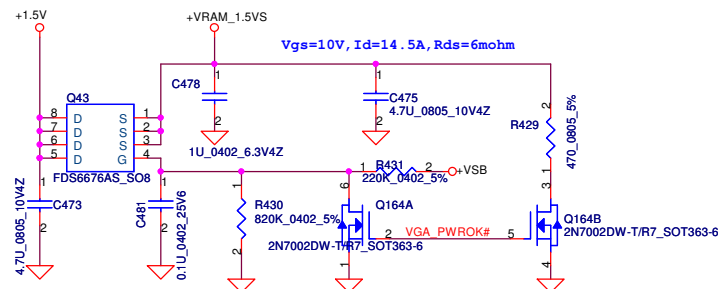 +1.5V
+VRAM_1.5VS
Vgs=10V,Id=14.5A,Rds=6mohm
Q43
8 D S 1
7 D S 2
6 D S 3
5 D G 4
FDS6676AS_SO8
1
C478
2
1U_0402_6.3V4Z
1
C475
4.7U_0805_10V4Z
2
2
R429
470_0805_5%
1
1
C473
2
4.7U_0805_10V4Z
1
C481
2
0.1U_0402_25V6
1
R430
820K_0402_5%
2
1
R431
2
+VSB
220K_0402_5%
6
Q164A
2
1
2N7002DW-T/R7_SOT363-6
VGA_PWROK#
3
5
Q164B
2N7002DW-T/R7_SOT363-6
4